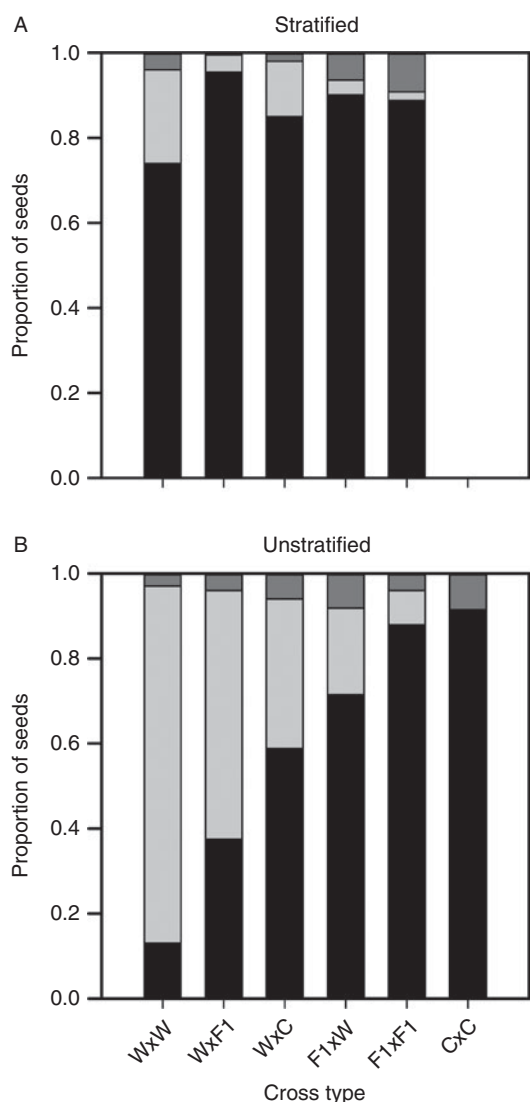 A
Stratified
1.0
0.8
0.6
0.4
0.2
0.0
Proportion of seeds
B
Unstratified
1.0
0.8
0.6
0.4
0.2
0.0
Proportion of seeds
WxW
WxF1
WxC
F1xW
F1xF1
CxC
Cross type